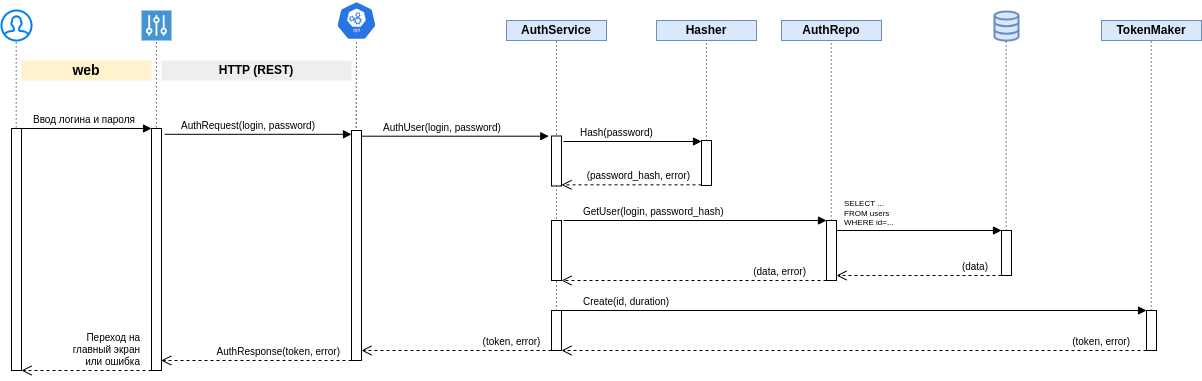 AuthService
Hasher
AuthRepo
TokenMaker
api
web
HTTP (REST)
Ввод логина и пароля
AuthRequest(login, password)
AuthUser(login, password)
Hash(password)
(password_hash, error)
GetUser(login, password_hash)
SELECT ...
FROM users
WHERE id=...
(data, error)
(data)
Create(id, duration)
Переход на
главный экран
или ошибка
AuthResponse(token, error)
(token, error)
(token, error)